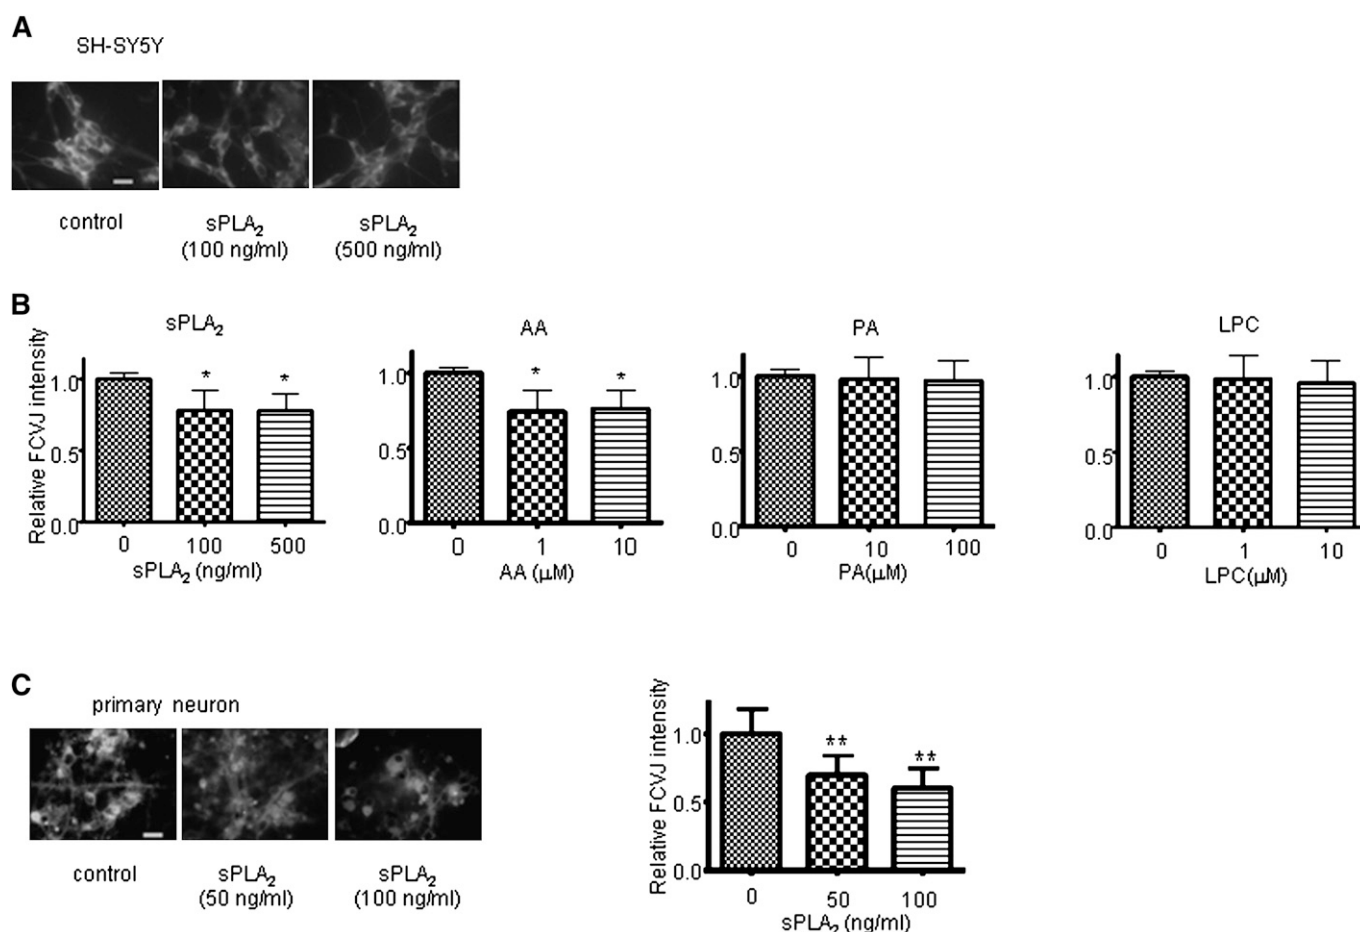 A
SH-SY5Y
control
sPLA₂
(100 ng/ml)
sPLA₂
(500 ng/ml)
B
sPLA₂
AA
PA
LPC
Relative FCVJ intensity
1.0
0.5
0.0
0
100
500
sPLA₂ (ng/ml)
1.0
0.5
0.0
0
1
10
AA (μM)
1.0
0.5
0.0
0
10
100
PA(μM)
1.0
0.5
0.0
0
1
10
LPC(μM)
*
*
*
*
C
primary neuron
control
sPLA₂
(50 ng/ml)
sPLA₂
(100 ng/ml)
Relative FCVJ intensity
1.0
0.5
0.0
**
**
0
50
100
sPLA₂ (ng/ml)